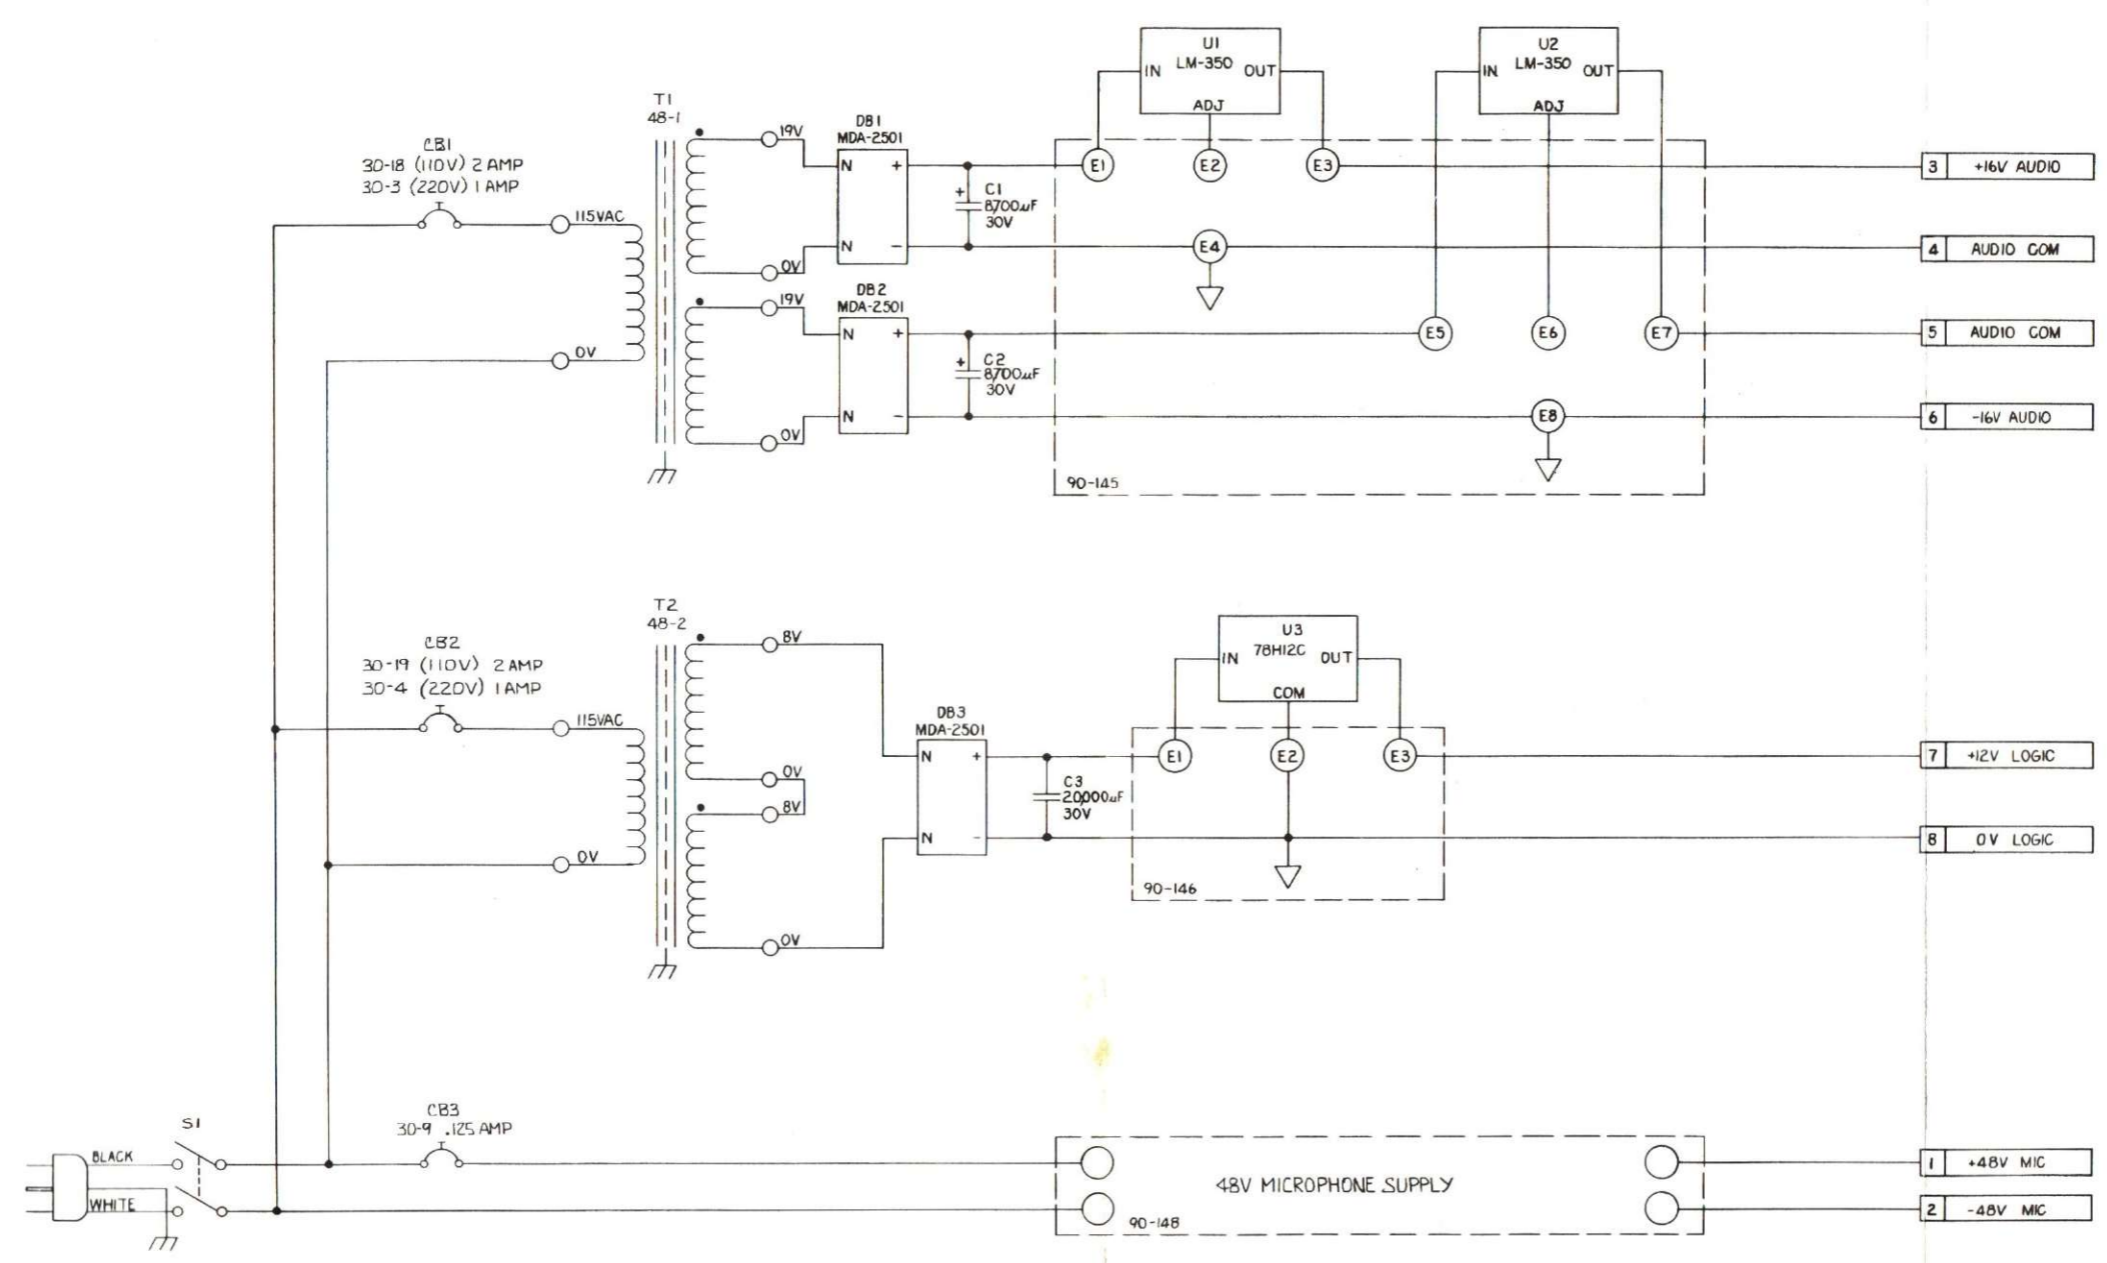 U1
LM-350
IN
OUT
ADJ
U2
LM-350
IN
OUT
ADJ
T1
48-1
CB1
30-18 (110V) 2 AMP
30-3 (220V) 1 AMP
115VAC
0V
19V
0V
19V
0V
DB1
MDA-2501
N
+
N
-
DB2
MDA-2501
N
+
N
-
+
C1
8,700uF
30V
+
C2
8,700uF
30V
E1
E2
E3
E4
E5
E6
E7
E8
90-145
3 +16V AUDIO
4 AUDIO COM
5 AUDIO COM
6 -16V AUDIO
T2
48-2
CB2
30-19 (110V) 2 AMP
30-4 (220V) 1 AMP
115VAC
0V
8V
0V
8V
0V
DB3
MDA-2501
N
+
N
-
C3
20,000uF
30V
U3
78H12C
IN
OUT
COM
E1
E2
E3
90-146
7 +12V LOGIC
8 0V LOGIC
S1
BLACK
WHITE
CB3
30-9 .125 AMP
48V MICROPHONE SUPPLY
90-148
1 +48V MIC
2 -48V MIC